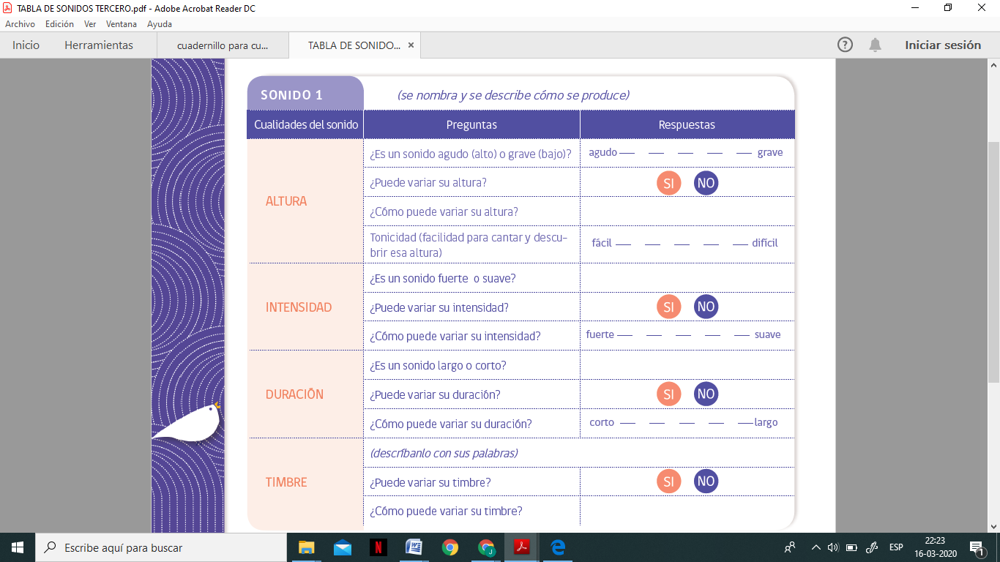 TABLA DE SONIDOS TERCERO.pdf - Adobe Acrobat Reader DC
Archivo Edición Ver Ventana Ayuda
Inicio Herramientas cuadernillo para cu... TABLA DE SONIDO... × ? Iniciar sesión
SONIDO 1 (se nombra y se describe cómo se produce)
Cualidades del sonido Preguntas Respuestas
ALTURA
¿Es un sonido agudo (alto) o grave (bajo)? agudo — — — — — grave
¿Puede variar su altura? SI NO
¿Cómo puede variar su altura?
Tonicidad (facilidad para cantar y descu-
brir esa altura) fácil — — — — — difícil
INTENSIDAD
¿Es un sonido fuerte o suave?
¿Puede variar su intensidad? SI NO
¿Cómo puede variar su intensidad? fuerte — — — — — suave
DURACIÓN
¿Es un sonido largo o corto?
¿Puede variar su duración? SI NO
¿Cómo puede variar su duración? corto — — — — — largo
TIMBRE
(descríbanlo con sus palabras)
¿Puede variar su timbre? SI NO
¿Cómo puede variar su timbre?
Escribe aquí para buscar
N
W
J
ESP
22:23
16-03-2020
1